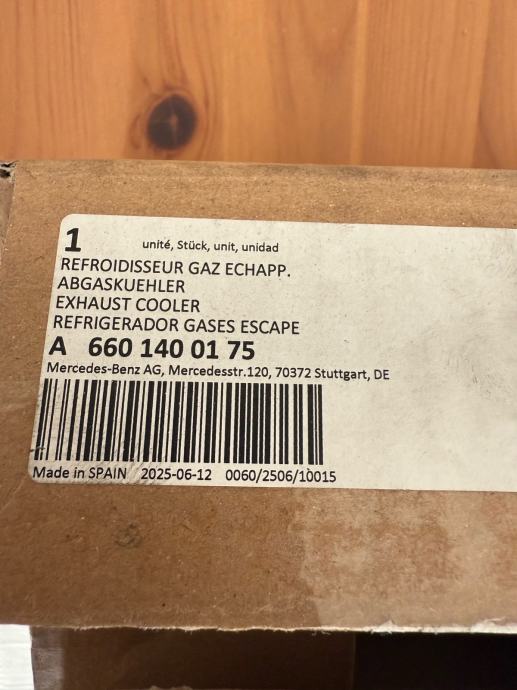 1 unité, Stück, unit, unidad
REFROIDISSEUR GAZ ECHAPP.
ABGASKUEHLER
EXHAUST COOLER
REFRIGERADOR GASES ESCAPE
A 660 140 01 75
Mercedes-Benz AG, Mercedesstr.120, 70372 Stuttgart, DE
Made in SPAIN 2025-06-12 0060/2506/10015